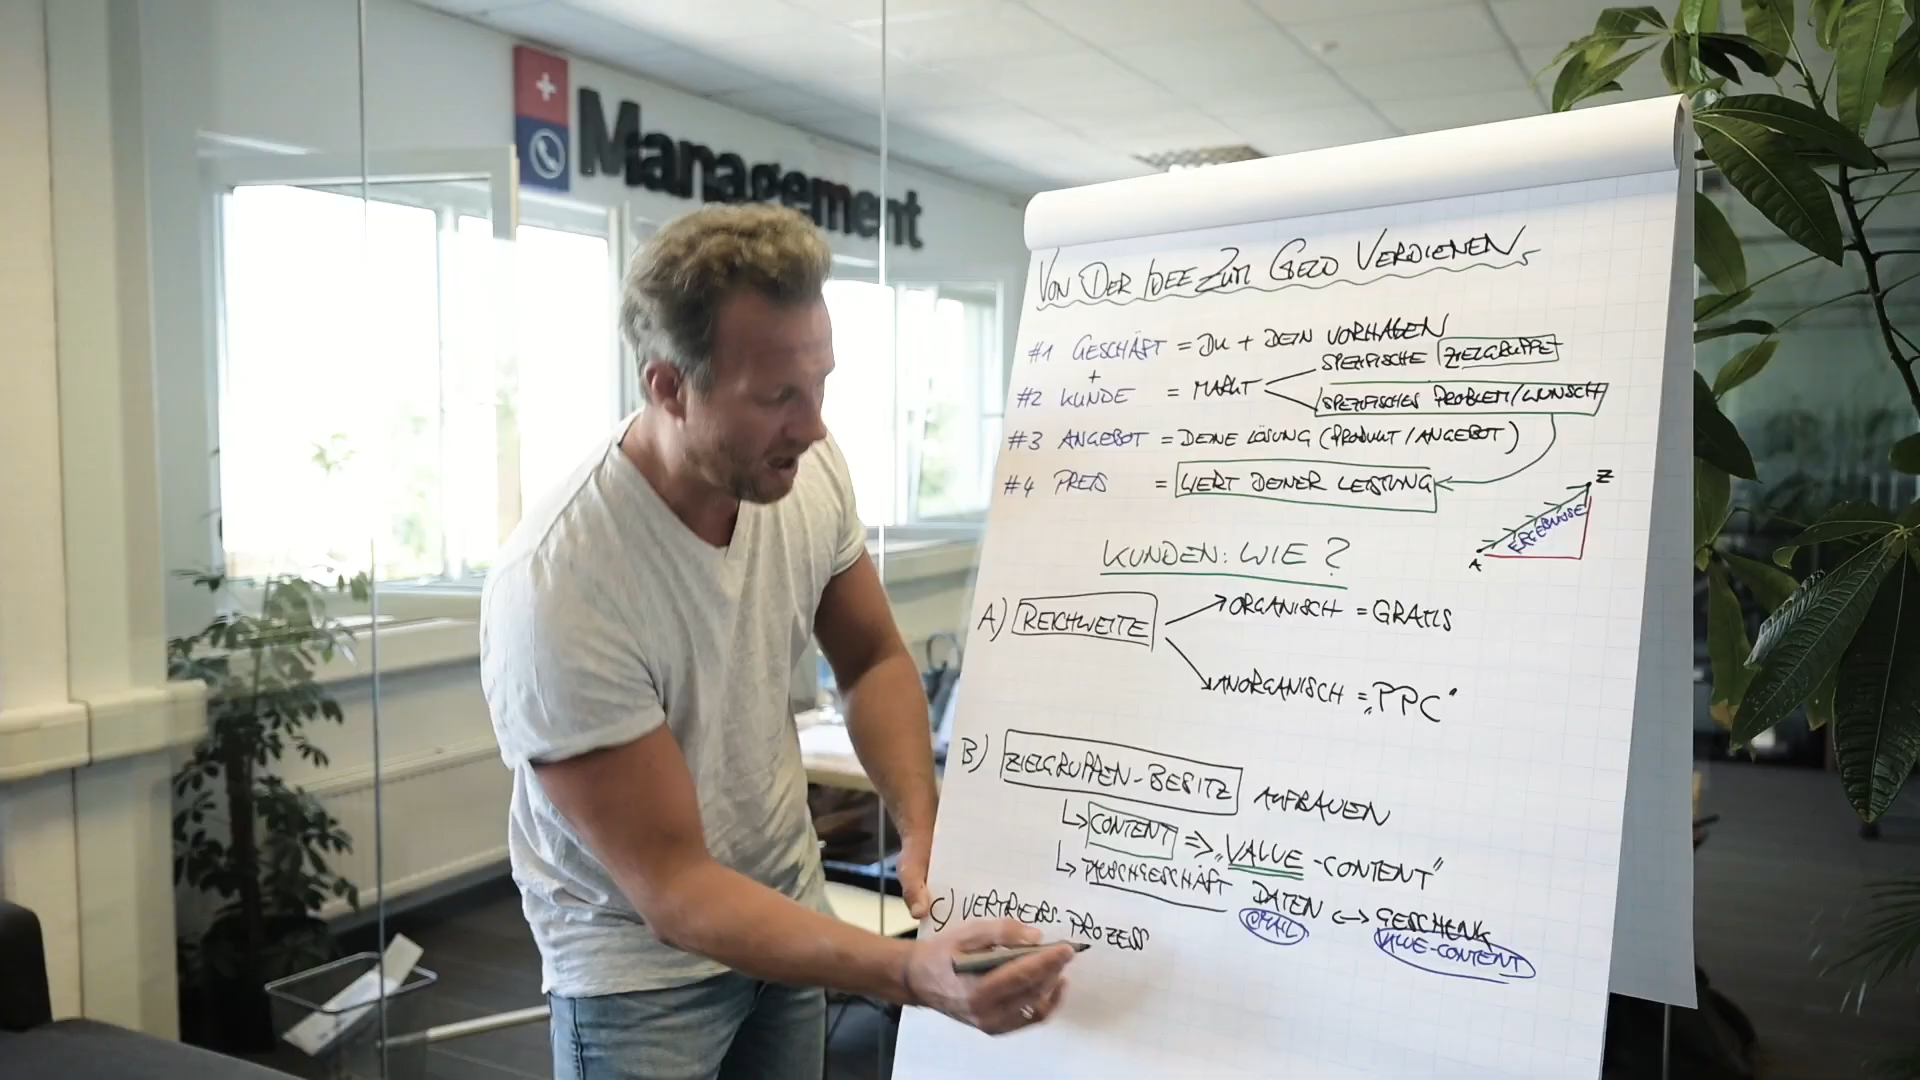 Management
VON DER IDEE ZUM GELD VERDIENEN
#1 GESCHÄFT = DU + DEIN VORHABEN
+
SPEZIFISCHE ZIELGRUPPE
#2 KUNDE = MARKT
SPEZIFISCHES PROBLEM/WUNSCH
#3 ANGEBOT = DEINE LÖSUNG (PRODUKT/ANGEBOT)
#4 PREIS = WERT DEINER LEISTUNG
Z
ERGEBNISSE
A
KUNDEN: WIE?
A) REICHWEITE
ORGANISCH = GRATIS
ANORGANISCH = „PPC"
B) ZIELGRUPPEN-BESITZ AUFBAUEN
CONTENT => „VALUE-CONTENT"
TAUSCHGESCHÄFT DATEN <-> GESCHENK
EMAIL VALUE-CONTENT
C) VERTRIEBS-PROZESS